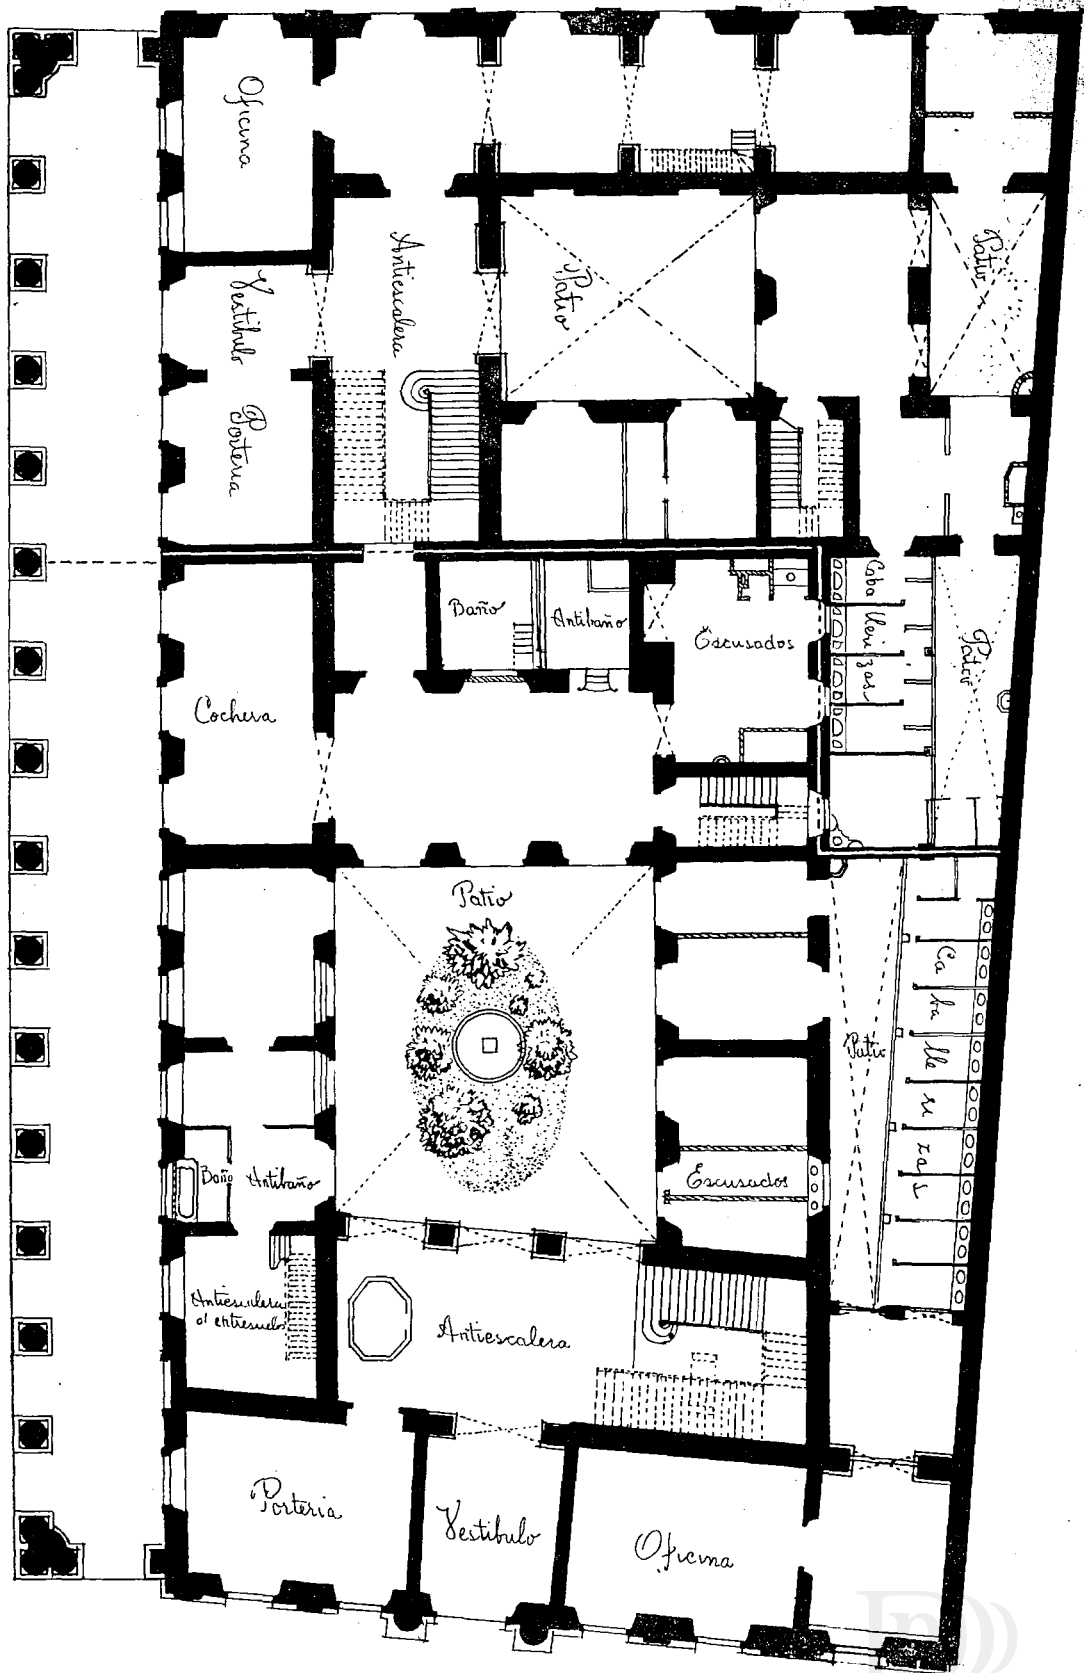 Oficina
Antiescalera
Patio
Patio
Vestibulo
Porteria
Baño
Antibaño
Escusados
Caballerizas
Patio
Cochera
Patio
Patio
Caballerizas
Baño
Antibaño
Escusados
Antiescalera
al entresuelo
Antiescalera
Porteria
Vestibulo
Oficina